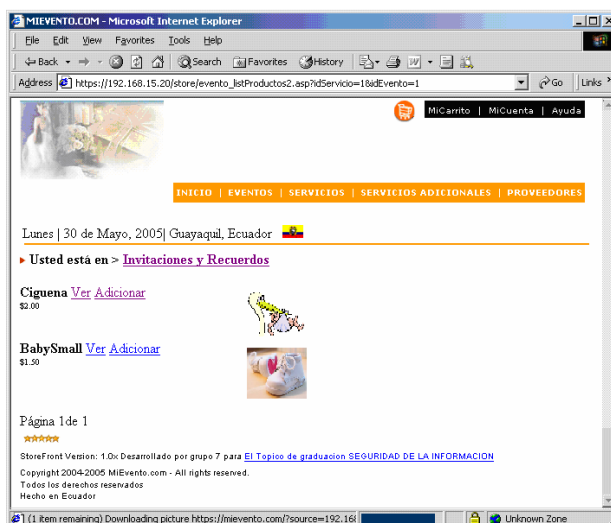 MIEVENTO.COM - Microsoft Internet Explorer
File Edit View Favorites Tools Help
Back Search Favorites History
Address https://192.168.15.20/store/evento_listProductos2.asp?idServicio=1&idEvento=1 Go Links »
MiCarrito | MiCuenta | Ayuda
INICIO | EVENTOS | SERVICIOS | SERVICIOS ADICIONALES | PROVEEDORES
Lunes | 30 de Mayo, 2005| Guayaquil, Ecuador
Usted está en > Invitaciones y Recuerdos
Ciguena Ver Adicionar
$2.00
BabySmall Ver Adicionar
$1.50
Página 1de 1
StoreFront Version: 1.0x Desarrollado por grupo 7 para El Topico de graduacion SEGURIDAD DE LA INFORMACION
Copyright 2004-2005 MiEvento.com - All rights reserved.
Todos los derechos reservados
Hecho en Ecuador
(1 item remaining) Downloading picture https://mievento.com/?source=192.16 Unknown Zone